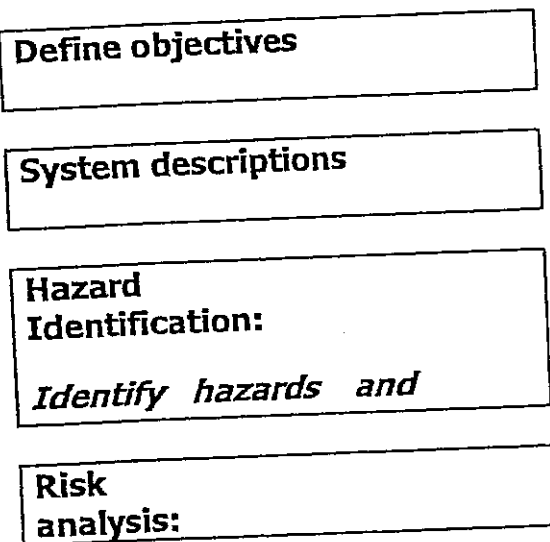 Define objectives
System descriptions
Hazard
Identification:
Identify hazards and
Risk
analysis: